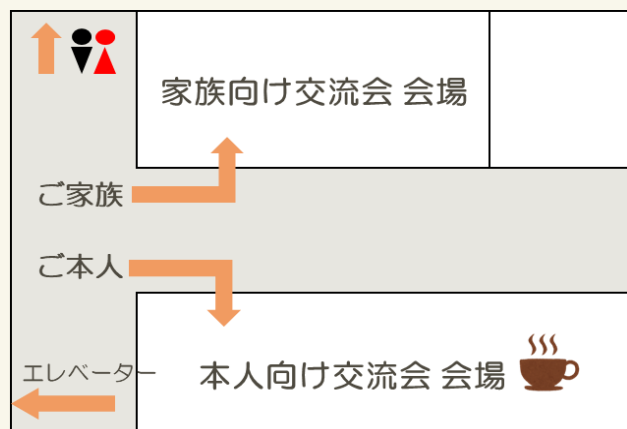 家族向け交流会 会場
ご家族
ご本人
エレベーター
本人向け交流会 会場